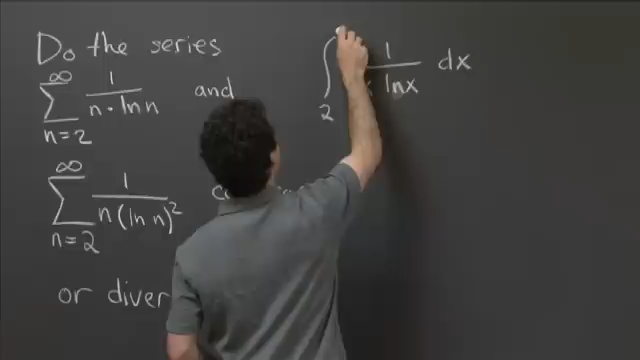 Do the series
∞
∑ 1/(n · ln n) and
n=2
∞
∑ 1/(n(ln n)²)
n=2
or diver
∫ 1/( ln x) dx
2